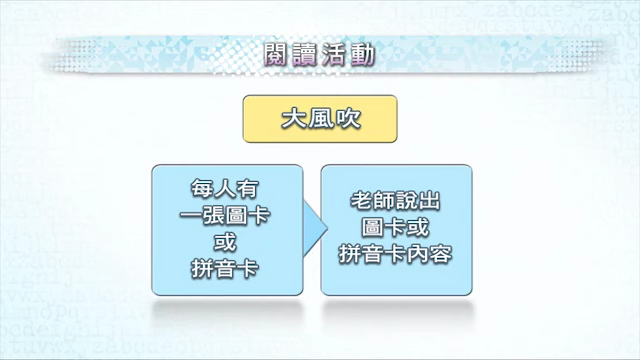 閱讀活動
大風吹
每人有
一張圖卡
或
拼音卡
老師說出
圖卡或
拼音卡內容